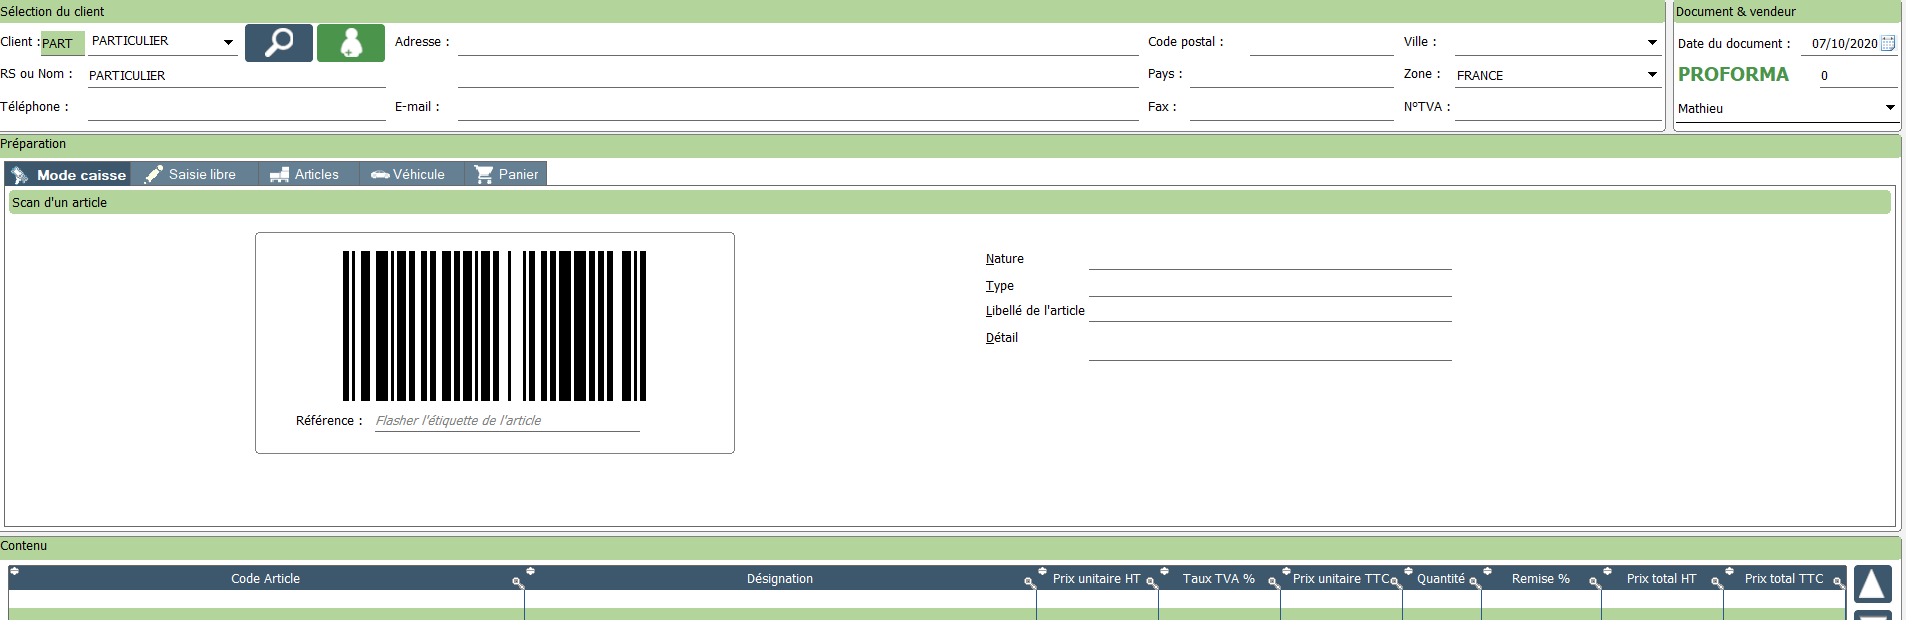 Sélection du client
Document & vendeur
Client : PART PARTICULIER
Adresse :
Code postal :
Ville :
Date du document : 07/10/2020
RS ou Nom : PARTICULIER
Pays :
Zone : FRANCE
PROFORMA 0
Téléphone :
E-mail :
Fax :
N°TVA :
Mathieu
Préparation
Mode caisse
Saisie libre
Articles
Véhicule
Panier
Scan d'un article
Nature
Type
Libellé de l'article
Détail
Référence : Flasher l'étiquette de l'article
Contenu
Code Article
Désignation
Prix unitaire HT
Taux TVA %
Prix unitaire TTC
Quantité
Remise %
Prix total HT
Prix total TTC